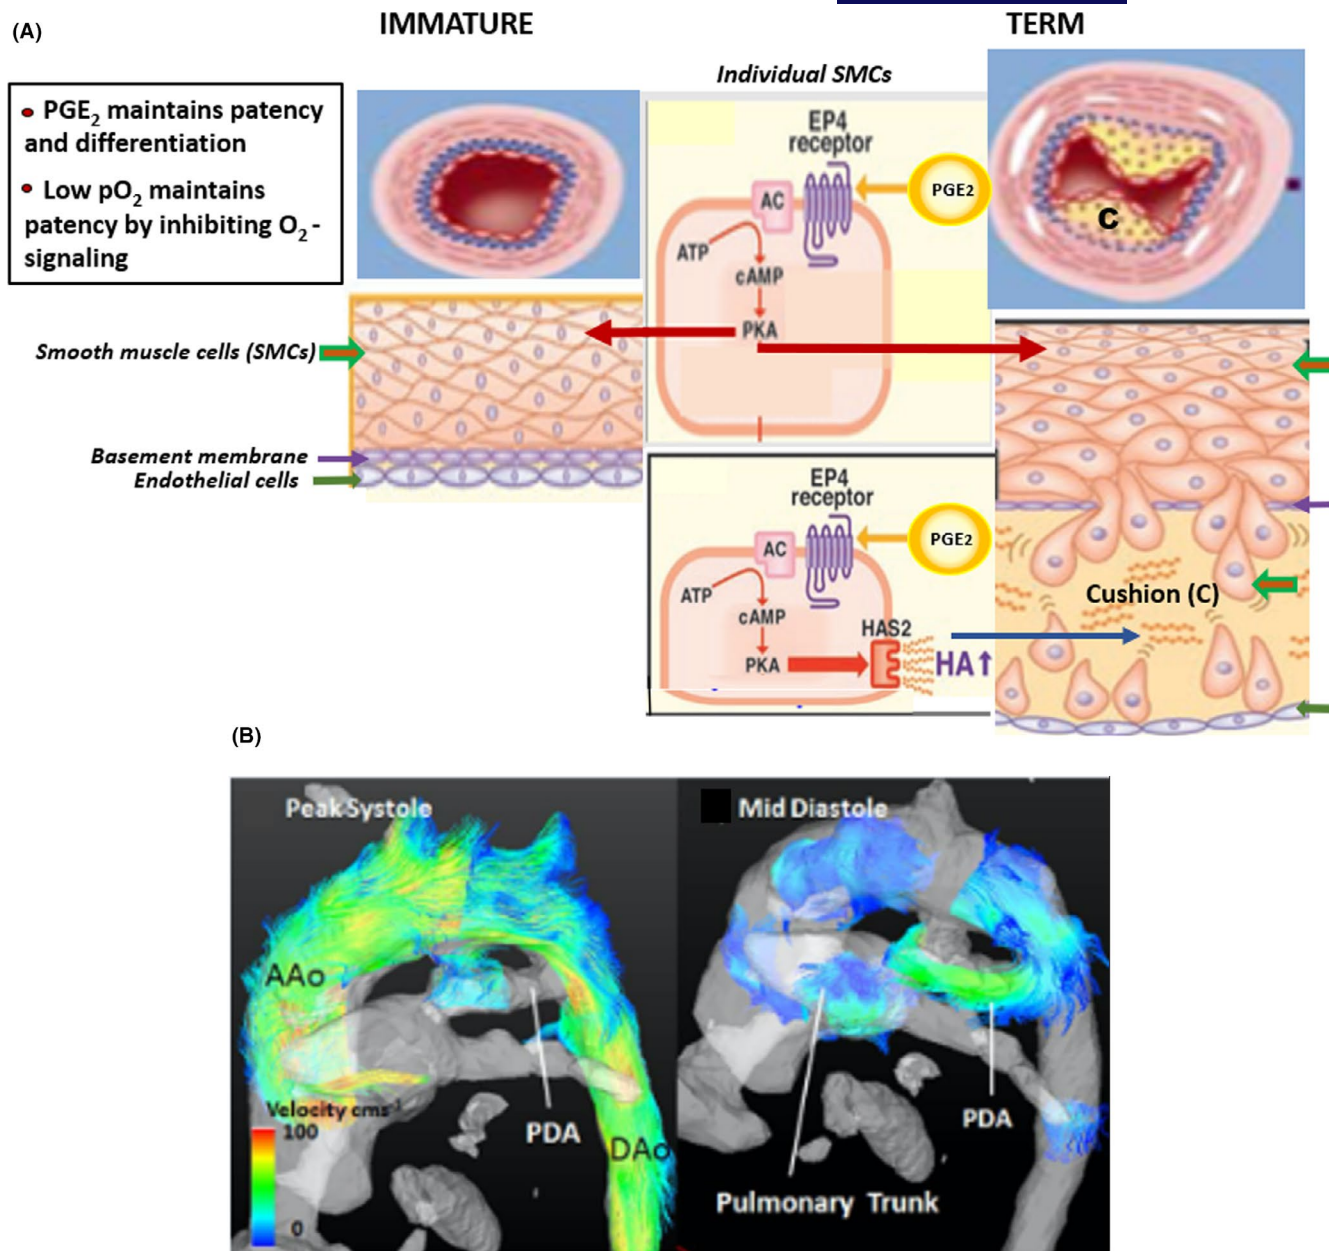 (A)
IMMATURE
TERM
Individual SMCs
• PGE2 maintains patency
and differentiation
• Low pO2 maintains
patency by inhibiting O2-
signaling
EP4
receptor
AC
PGE2
ATP
cAMP
PKA
C
Smooth muscle cells (SMCs)
Basement membrane
Endothelial cells
EP4
receptor
AC
PGE2
ATP
cAMP
PKA
HAS2
HA↑
Cushion (C)
(B)
Peak Systole
AAo
Velocity cms-1
100
0
PDA
DAo
Mid Diastole
PDA
Pulmonary Trunk